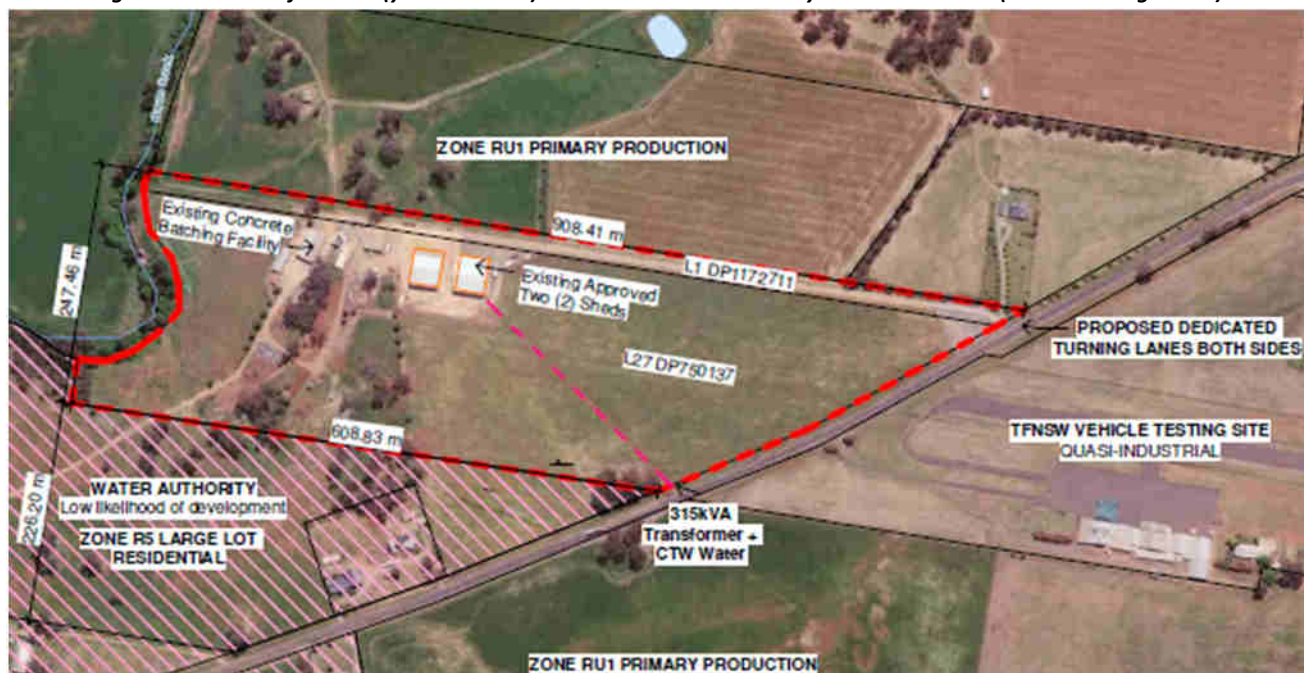 ZONE RU1 PRIMARY PRODUCTION
247.46 m
Existing Concrete
Batching Facility
908.41 m
L1 DP1172711
Existing Approved
Two (2) Sheds
PROPOSED DEDICATED
TURNING LANES BOTH SIDES
L27 DP750137
608.83 m
TFNSW VEHICLE TESTING SITE
QUASI-INDUSTRIAL
226.20 m
WATER AUTHORITY
Low likelihood of development
ZONE R5 LARGE LOT
RESIDENTIAL
315kVA
Transformer +
CTW Water
ZONE RU1 PRIMARY PRODUCTION